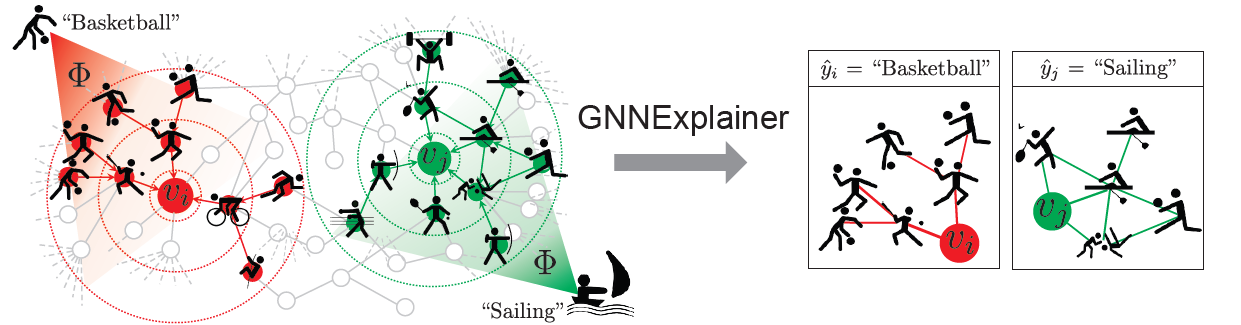 “Basketball”
Φ
v_i
v_j
Φ
“Sailing”
GNNExplainer
ŷ_i = “Basketball”
v_i
ŷ_j = “Sailing”
v_j